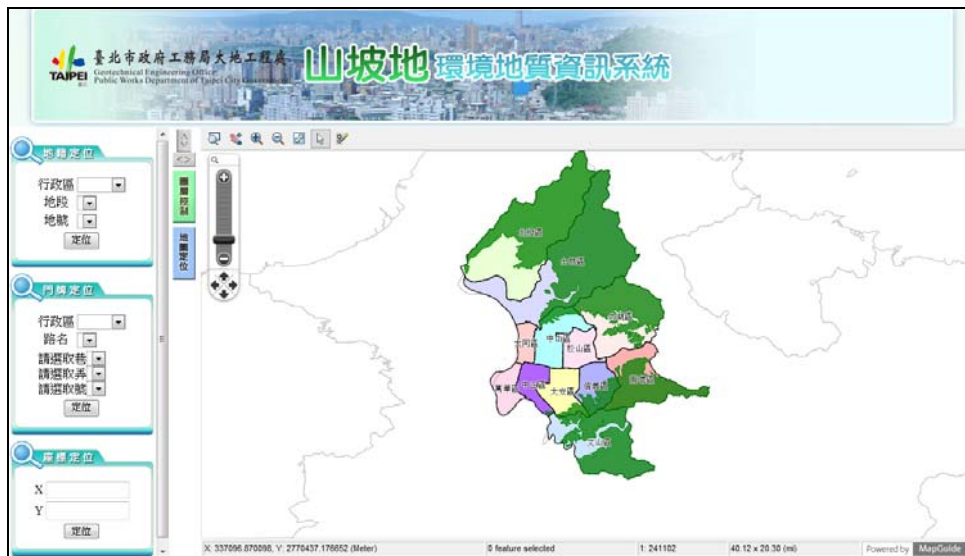 臺北市政府工務局大地工程處
Geotechnical Engineering Office
Public Works Department of Taipei City Government
TAIPEI
臺北
山坡地 環境地質資訊系統
地籍定位
行政區
地段
地號
定位
門牌定位
行政區
路名
請選取巷
請選取弄
請選取號
定位
座標定位
X
Y
定位
圖層控制
地圖定位
北投區
士林區
內湖區
大同區
中山區
松山區
萬華區
中正區
大安區
信義區
南港區
文山區
X: 337096.870098, Y: 2770437.176652 (Meter)
0 feature selected
1: 241102
40.12 x 20.30 (mi)
Powered by MapGuide